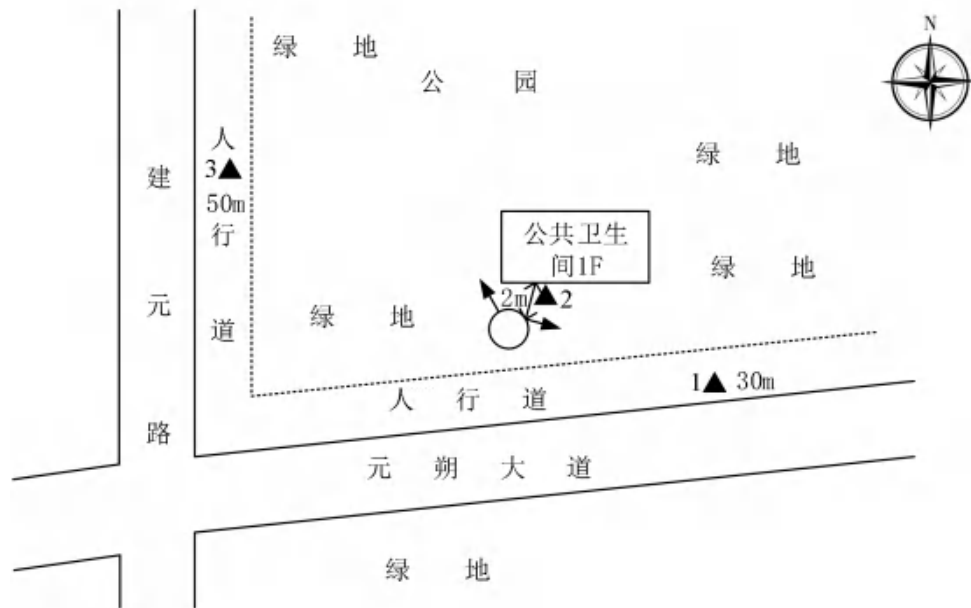 N
绿 地
公 园
绿 地
人
3▲
50m
行
道
建
元
路
公共卫生
间1F
绿 地
2m ▲2
绿 地
1▲ 30m
人 行 道
元 朔 大 道
绿 地